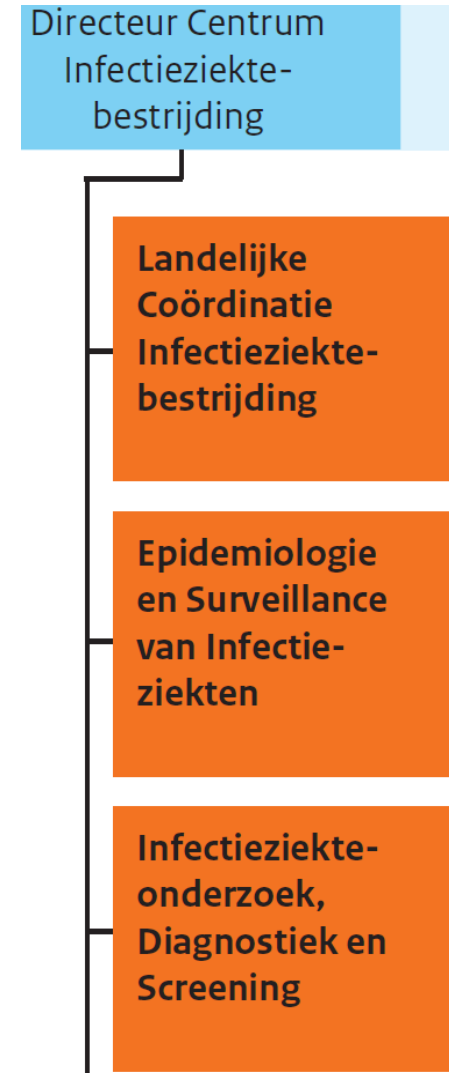 Directeur Centrum
Infectieziekte-
bestrijding
Landelijke
Coördinatie
Infectieziekte-
bestrijding
Epidemiologie
en Surveillance
van Infectie-
ziekten
Infectieziekte-
onderzoek,
Diagnostiek en
Screening